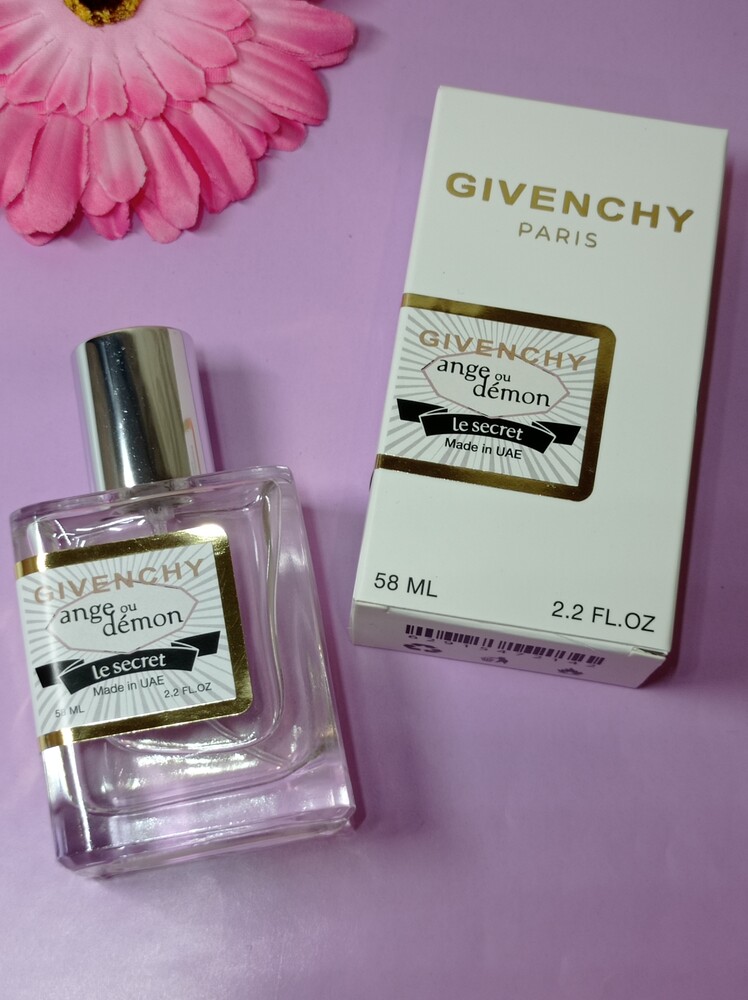 GIVENCHY
PARIS
GIVENCHY
ange ou
démon
le secret
Made in UAE
58 ML
2.2 FL.OZ
GIVENCHY
ange ou
démon
le secret
Made in UAE
58 ML
2.2 FL.OZ